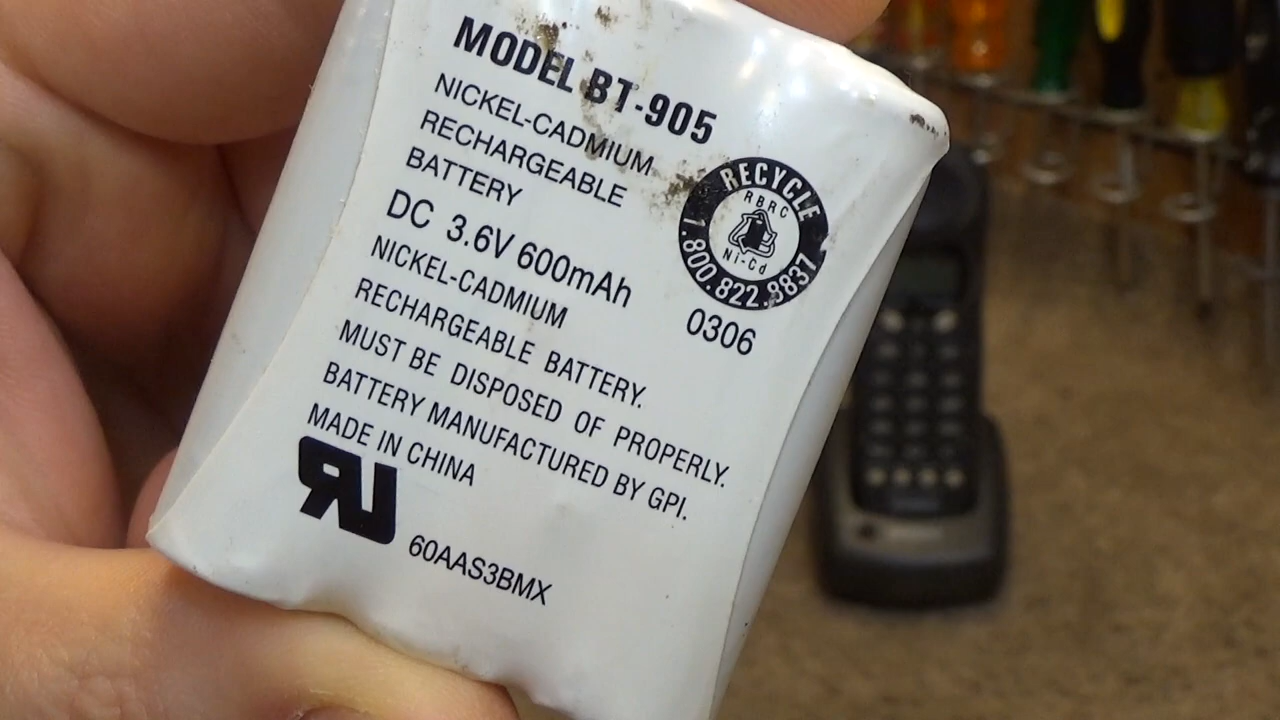 MODEL BT-905
NICKEL-CADMIUM
RECHARGEABLE
BATTERY
DC 3.6V 600mAh
NICKEL-CADMIUM
RECHARGEABLE BATTERY.
MUST BE DISPOSED OF PROPERLY.
BATTERY MANUFACTURED BY GPI.
MADE IN CHINA
RU
60AAS3BMX
RECYCLE
RBRC
Ni-Cd
1.800.822.8837
0306